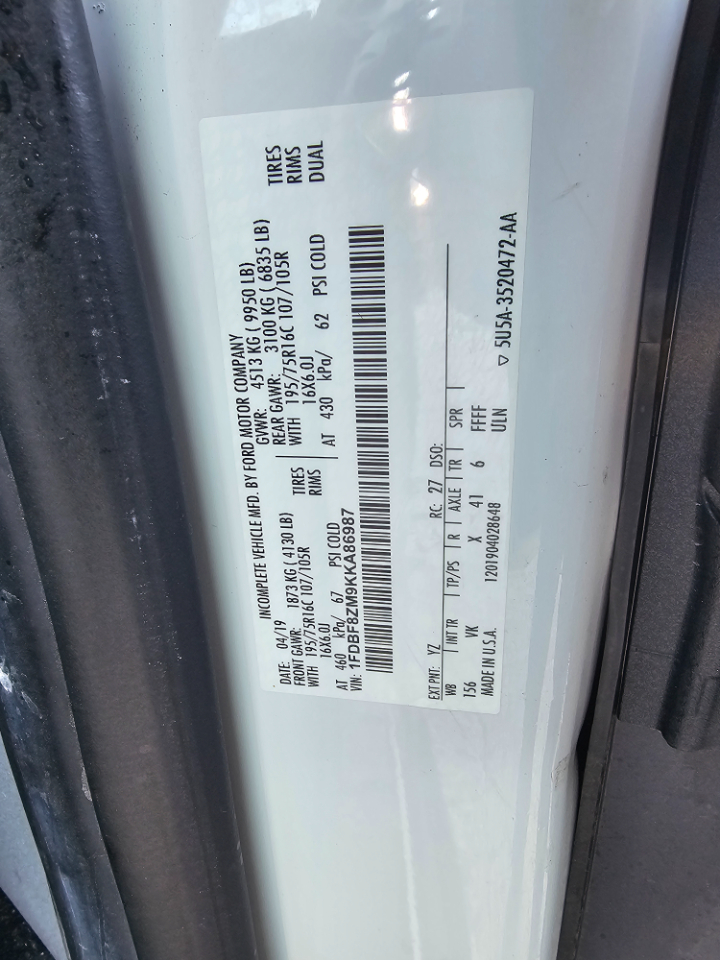 INCOMPLETE VEHICLE MFD. BY FORD MOTOR COMPANY
DATE: 04/19 GVWR: 4513 KG ( 9950 LB)
FRONT GAWR: 1873 KG ( 4130 LB) REAR GAWR: 3100 KG ( 6835 LB)
WITH 195/75R16C 107/105R TIRES WITH 195/75R16C 107/105R TIRES
16X6.0J RIMS 16X6.0J RIMS
AT 460 kPa/ 67 PSI COLD AT 430 kPa/ 62 PSI COLD DUAL
VIN: 1FDBF8ZM9KKA86987
EXT PNT: YZ RC: 27 DSO:
WB INT TR TP/PS R AXLE TR SPR
156 VK X 41 6 FFFF
MADE IN U.S.A. 1201904028648 ULN
▽ 5U5A-3520472-AA